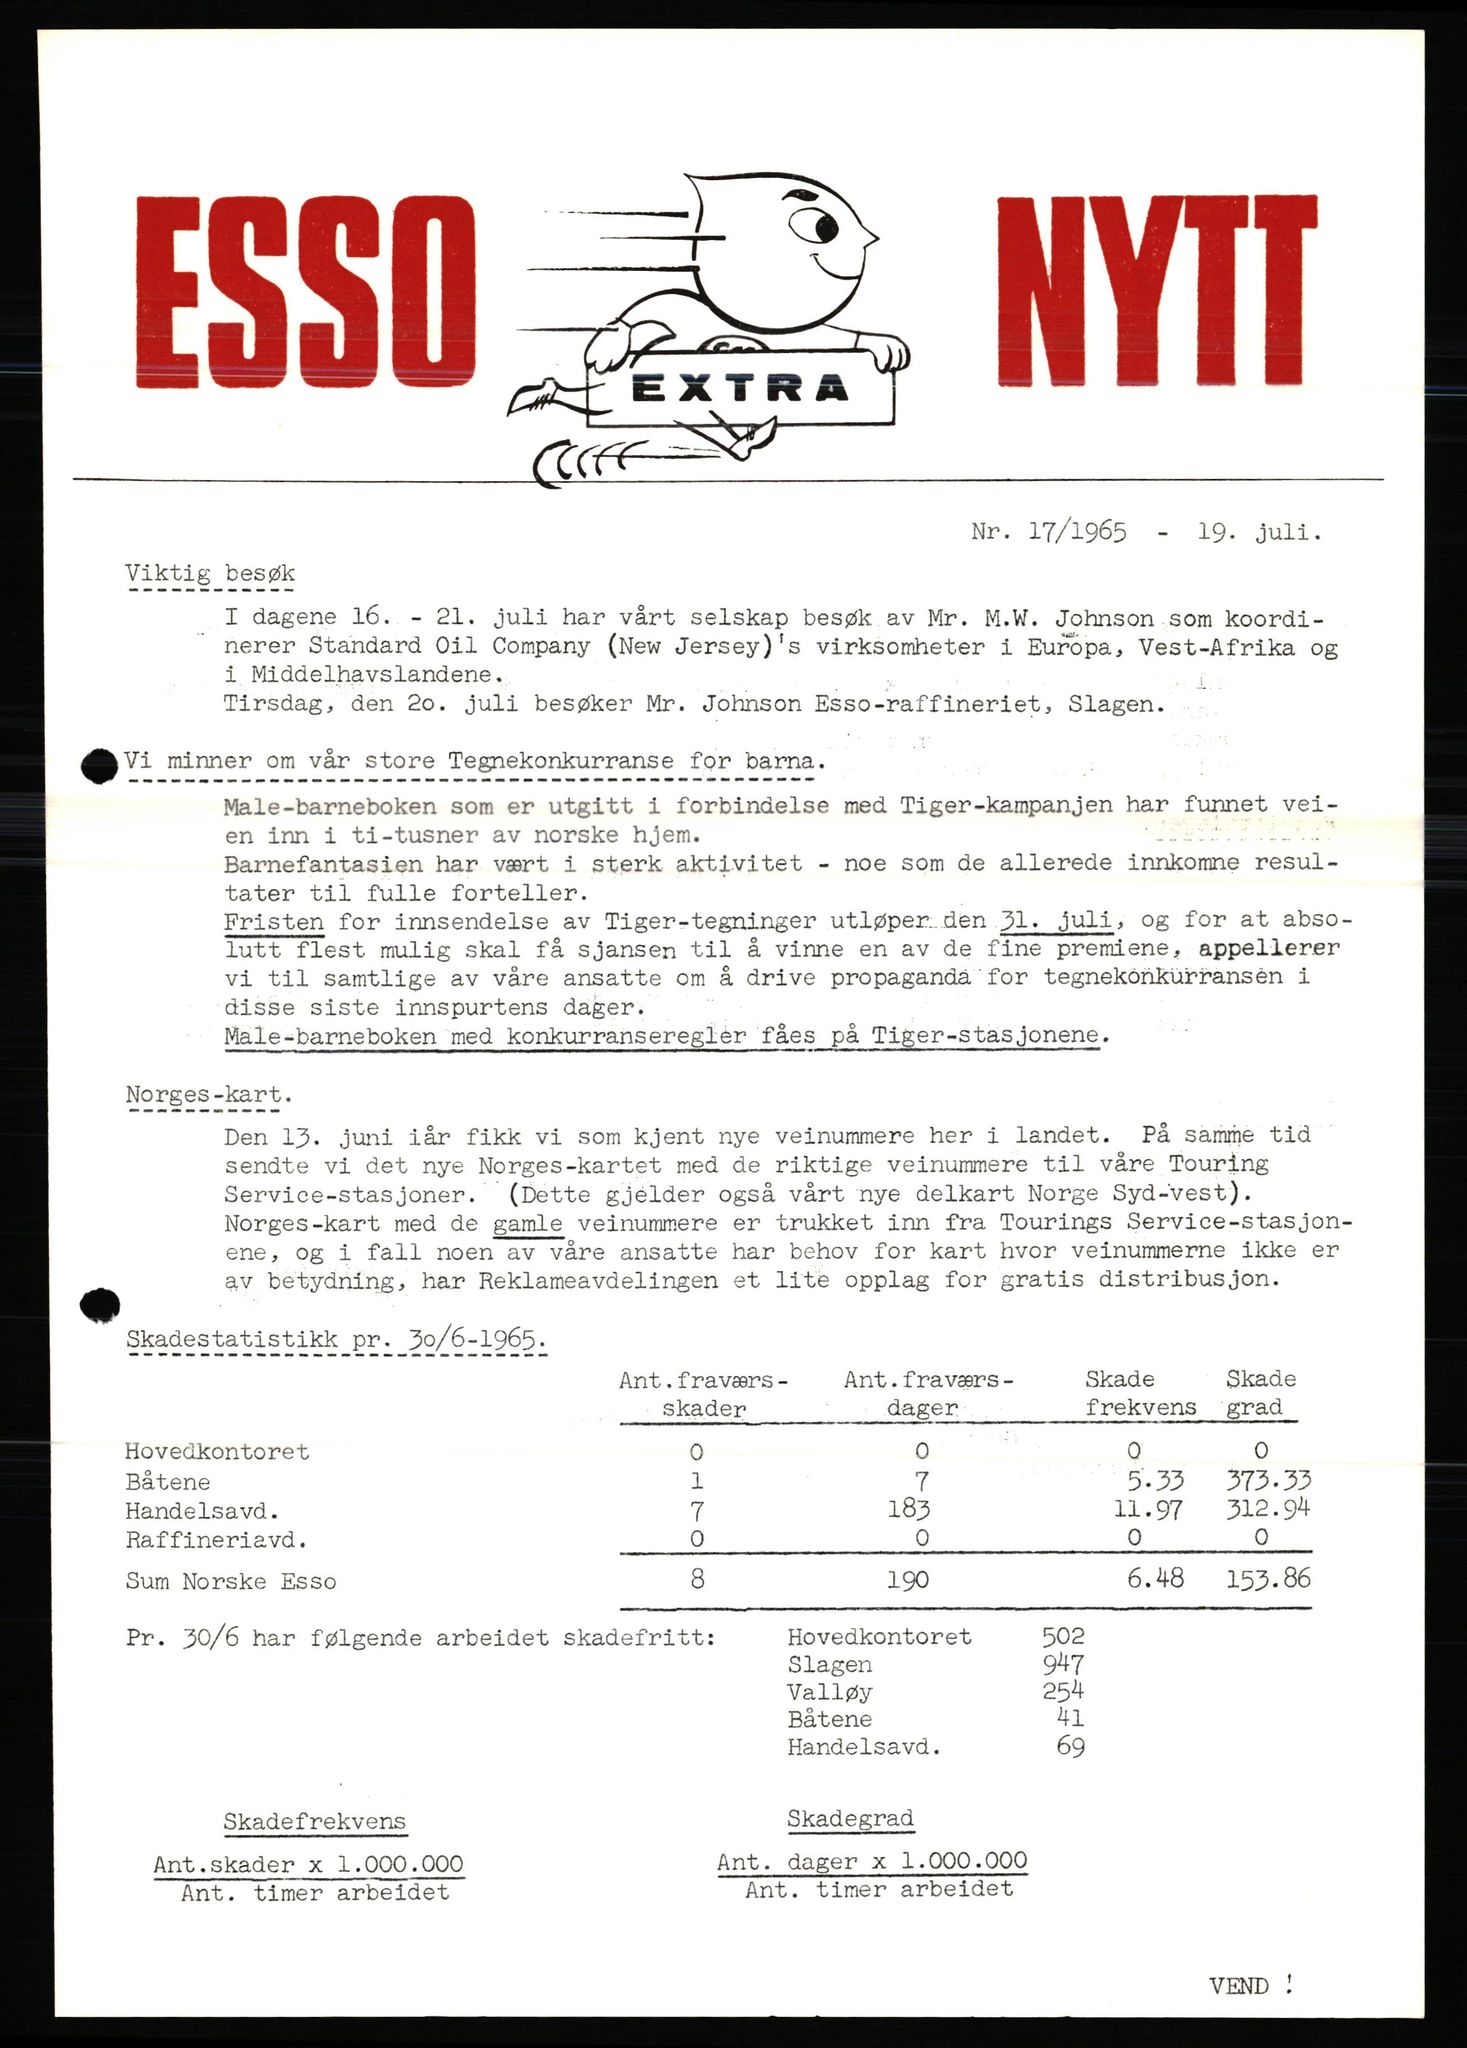 ESSO NYTT
Esso
EXTRA
Nr. 17/1965 - 19. juli.
Viktig besøk
I dagene 16. - 21. juli har vårt selskap besøk av Mr. M.W. Johnson som koordi-
nerer Standard Oil Company (New Jersey)'s virksomheter i Europa, Vest-Afrika og
i Middelhavslandene.
Tirsdag, den 20. juli besøker Mr. Johnson Esso-raffineriet, Slagen.
Vi minner om vår store Tegnekonkurranse for barna.
Male-barneboken som er utgitt i forbindelse med Tiger-kampanjen har funnet vei-
en inn i ti-tusner av norske hjem.
Barnefantasien har vært i sterk aktivitet - noe som de allerede innkomne resul-
tater til fulle forteller.
Fristen for innsendelse av Tiger-tegninger utløper den 31. juli, og for at abso-
lutt flest mulig skal få sjansen til å vinne en av de fine premiene, appellerer
vi til samtlige av våre ansatte om å drive propaganda for tegnekonkurransen i
disse siste innspurtens dager.
Male-barneboken med konkurranseregler fåes på Tiger-stasjonene.
Norges-kart.
Den 13. juni iår fikk vi som kjent nye veinummere her i landet. På samme tid
sendte vi det nye Norges-kartet med de riktige veinummere til våre Touring
Service-stasjoner. (Dette gjelder også vårt nye delkart Norge Syd-vest).
Norges-kart med de gamle veinummere er trukket inn fra Tourings Service-stasjon-
ene, og i fall noen av våre ansatte har behov for kart hvor veinummerne ikke er
av betydning, har Reklameavdelingen et lite opplag for gratis distribusjon.
Skadestatistikk pr. 30/6-1965.
Ant.fraværs- Ant.fraværs- Skade Skade
skader dager frekvens grad
Hovedkontoret 0 0 0 0
Båtene 1 7 5.33 373.33
Handelsavd. 7 183 11.97 312.94
Raffineriavd. 0 0 0 0
Sum Norske Esso 8 190 6.48 153.86
Pr. 30/6 har følgende arbeidet skadefritt: Hovedkontoret 502
Slagen 947
Valløy 254
Båtene 41
Handelsavd. 69
Skadefrekvens Skadegrad
Ant.skader x 1.000.000 Ant. dager x 1.000.000
Ant. timer arbeidet Ant. timer arbeidet
VEND !